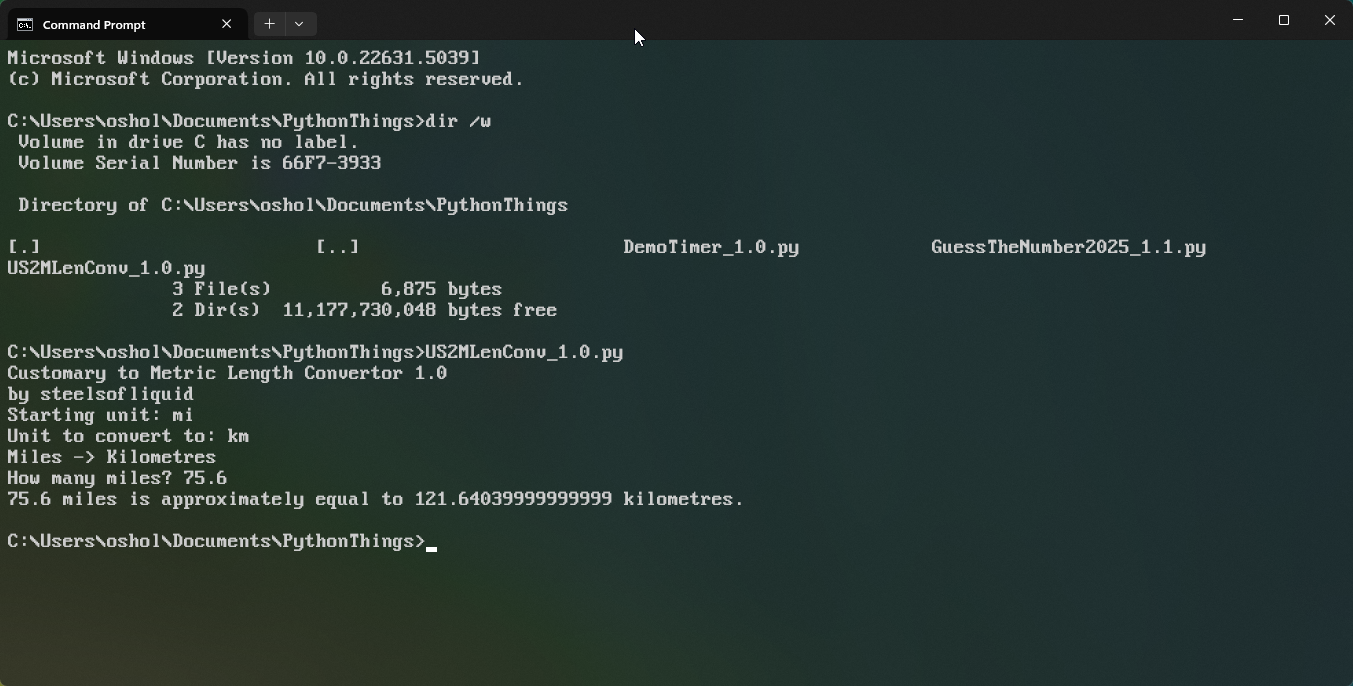 Command Prompt
Microsoft Windows [Version 10.0.22631.5039]
(c) Microsoft Corporation. All rights reserved.
C:\Users\oshol\Documents\PythonThings>dir /w
Volume in drive C has no label.
Volume Serial Number is 66F7-3933
Directory of C:\Users\oshol\Documents\PythonThings
[.] [..] DemoTimer_1.0.py GuessTheNumber2025_1.1.py
US2MLenConv_1.0.py
3 File(s) 6,875 bytes
2 Dir(s) 11,177,730,048 bytes free
C:\Users\oshol\Documents\PythonThings>US2MLenConv_1.0.py
Customary to Metric Length Convertor 1.0
by steelsofliquid
Starting unit: mi
Unit to convert to: km
Miles -> Kilometres
How many miles? 75.6
75.6 miles is approximately equal to 121.64039999999999 kilometres.
C:\Users\oshol\Documents\PythonThings>